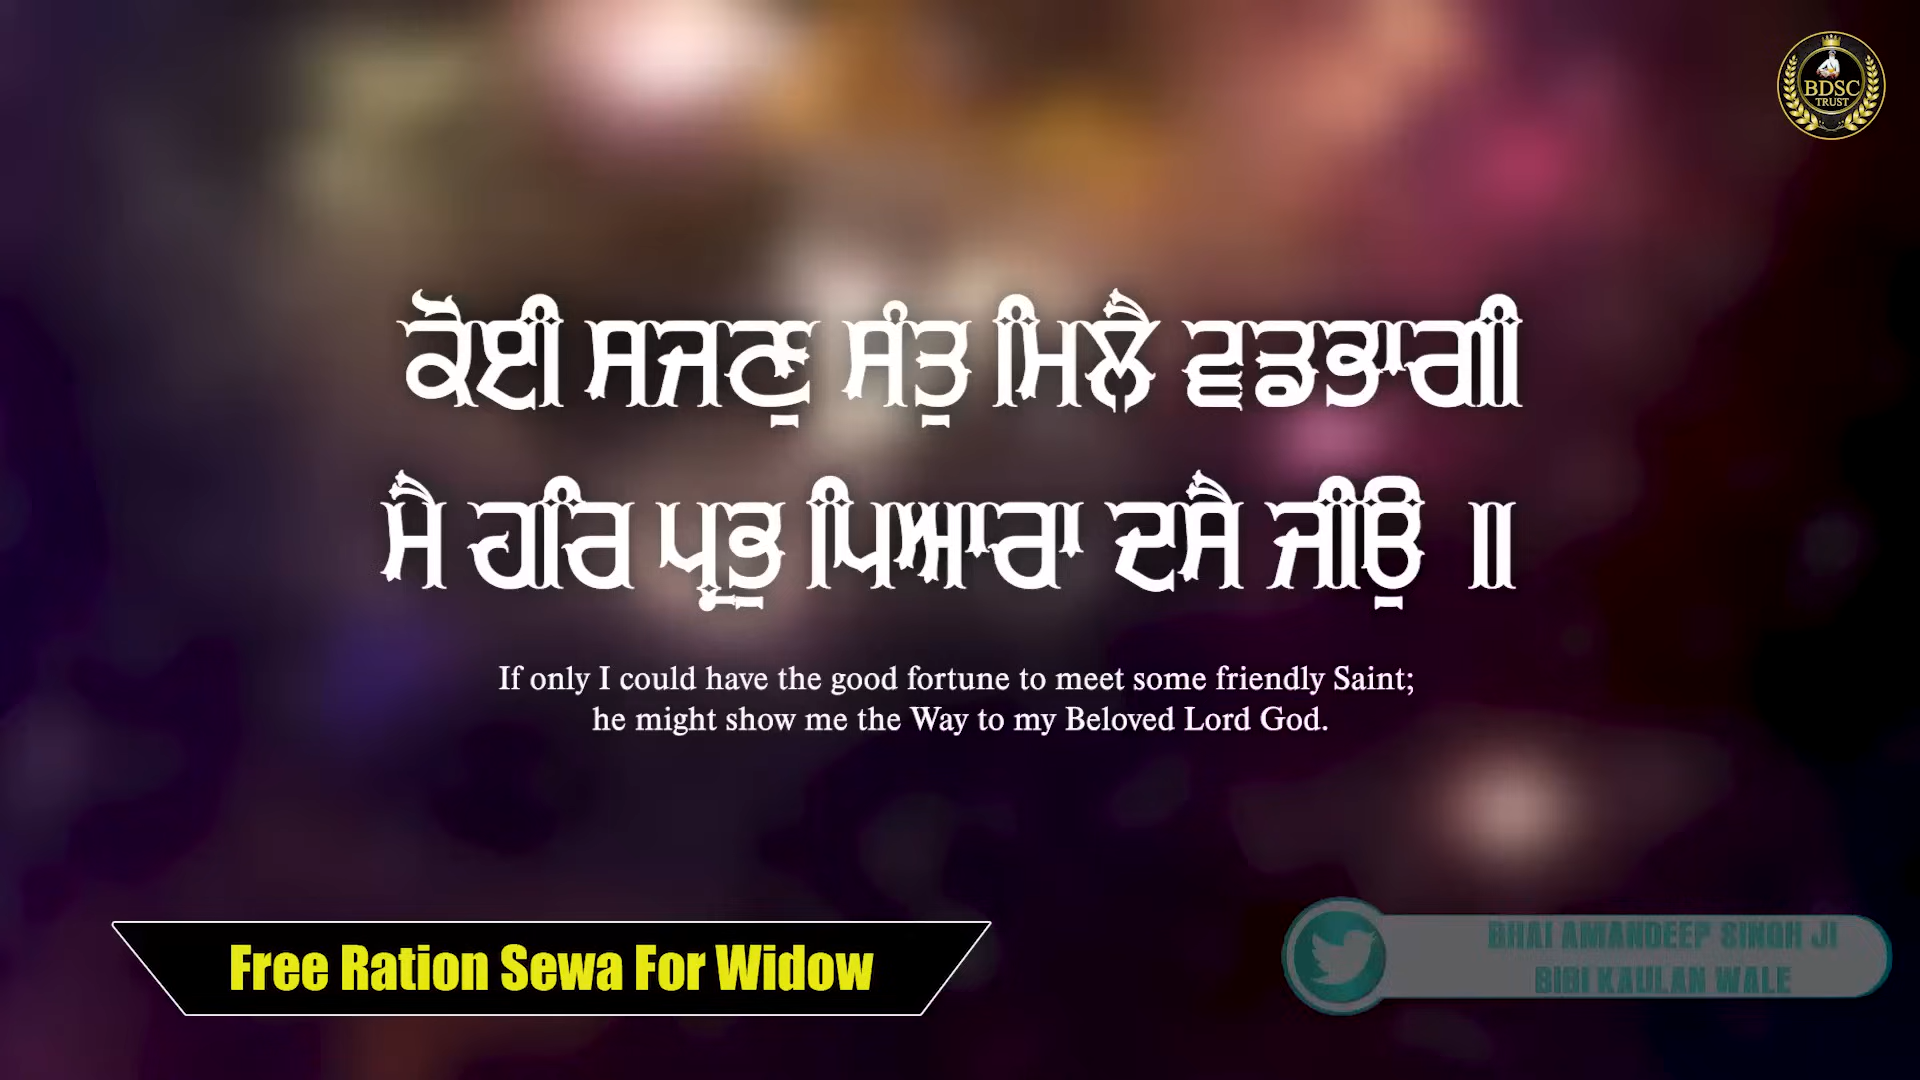 BDSC
TRUST
ਕੋਈ ਸਜਣੁ ਸੰਤੁ ਮਿਲੈ ਵਡਭਾਗੀ
ਮੈ ਹਰਿ ਪ੍ਰਭੁ ਪਿਆਰਾ ਦਸੈ ਜੀਉ ॥
If only I could have the good fortune to meet some friendly Saint;
he might show me the Way to my Beloved Lord God.
Free Ration Sewa For Widow
BHAI AMANDEEP SINGH JI
BIBI KAULAN WALE